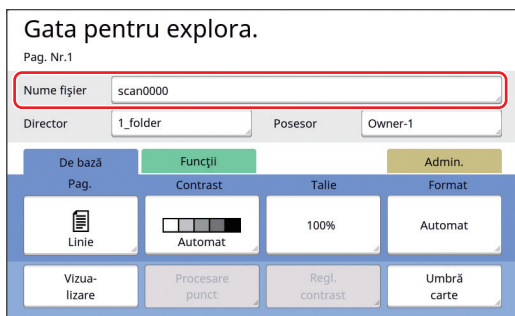 Gata pentru explora.
Pag. Nr.1
Nume fişier scan0000
Director 1_folder Posesor Owner-1
De bază Funcţii Admin.
Pag. Contrast Talie Format
Linie Automat 100% Automat
Vizua-
lizare
Procesare
punct
Regl.
contrast
Umbră
carte